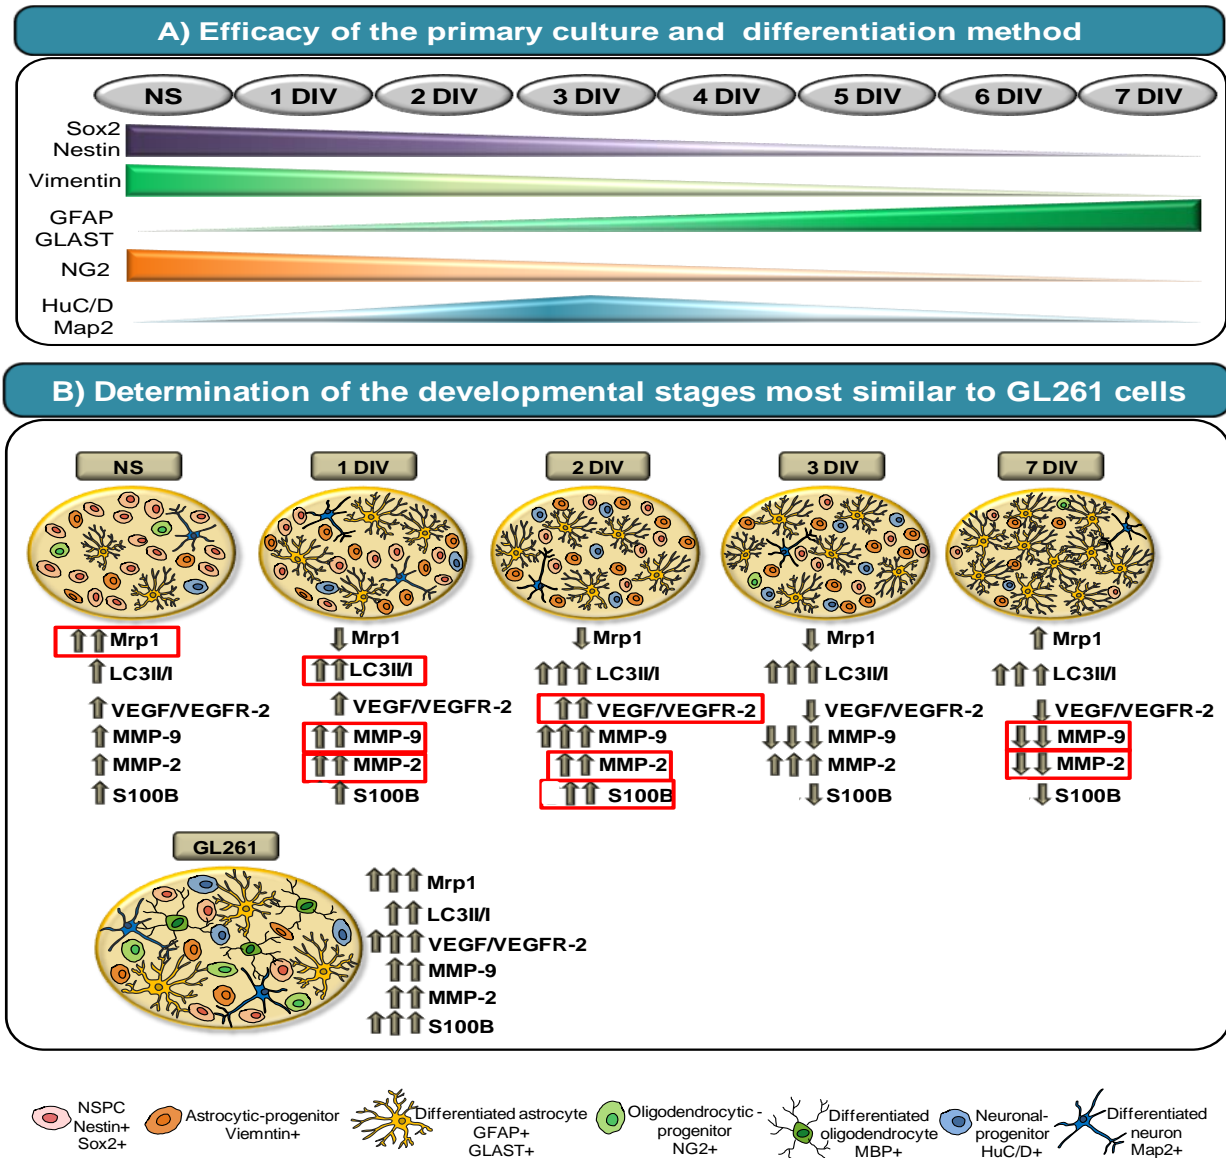 A) Efficacy of the primary culture and differentiation method
NS
1 DIV
2 DIV
3 DIV
4 DIV
5 DIV
6 DIV
7 DIV
Sox2
Nestin
Vimentin
GFAP
GLAST
NG2
HuC/D
Map2
B) Determination of the developmental stages most similar to GL261 cells
NS
Mrp1
LC3II/I
VEGF/VEGFR-2
MMP-9
MMP-2
S100B
1 DIV
Mrp1
LC3II/I
VEGF/VEGFR-2
MMP-9
MMP-2
S100B
2 DIV
Mrp1
LC3II/I
VEGF/VEGFR-2
MMP-9
MMP-2
S100B
3 DIV
Mrp1
LC3II/I
VEGF/VEGFR-2
MMP-9
MMP-2
S100B
7 DIV
Mrp1
LC3II/I
VEGF/VEGFR-2
MMP-9
MMP-2
S100B
GL261
Mrp1
LC3II/I
VEGF/VEGFR-2
MMP-9
MMP-2
S100B
NSPC
Nestin+
Sox2+
Astrocytic-progenitor
Viemntin+
Differentiated astrocyte
GFAP+
GLAST+
Oligodendrocytic-
progenitor
NG2+
Differentiated
oligodendrocyte
MBP+
Neuronal-
progenitor
HuC/D+
Differentiated
neuron
Map2+